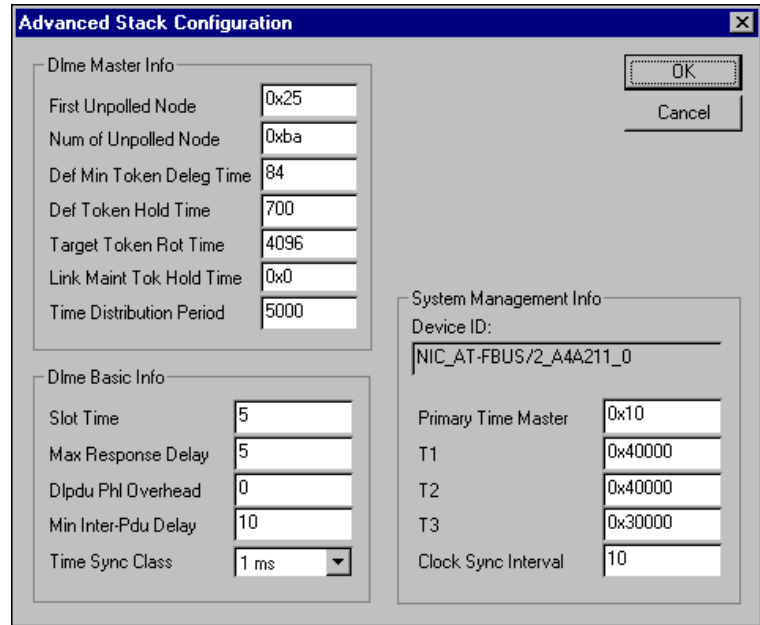 Advanced Stack Configuration
Dlme Master Info
First Unpolled Node 0x25
Num of Unpolled Node 0xba
Def Min Token Deleg Time 84
Def Token Hold Time 700
Target Token Rot Time 4096
Link Maint Tok Hold Time 0x0
Time Distribution Period 5000
Dlme Basic Info
Slot Time 5
Max Response Delay 5
Dlpdu Phl Overhead 0
Min Inter-Pdu Delay 10
Time Sync Class 1 ms
OK
Cancel
System Management Info
Device ID:
NIC_AT-FBUS/2_A4A211_0
Primary Time Master 0x10
T1 0x40000
T2 0x40000
T3 0x30000
Clock Sync Interval 10